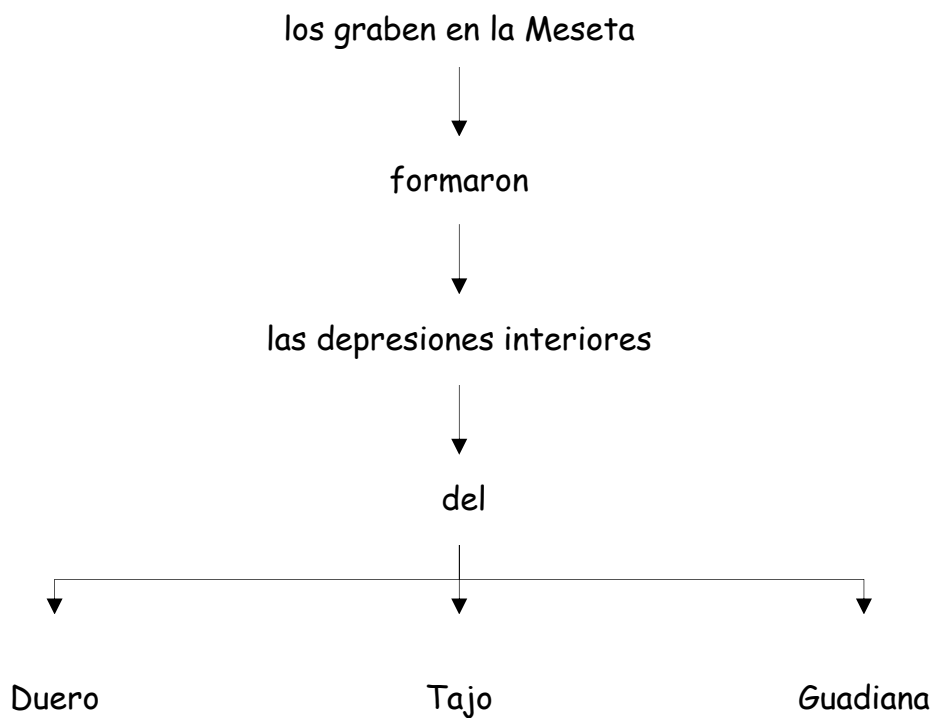 los graben en la Meseta
formaron
las depresiones interiores
del
Duero Tajo Guadiana